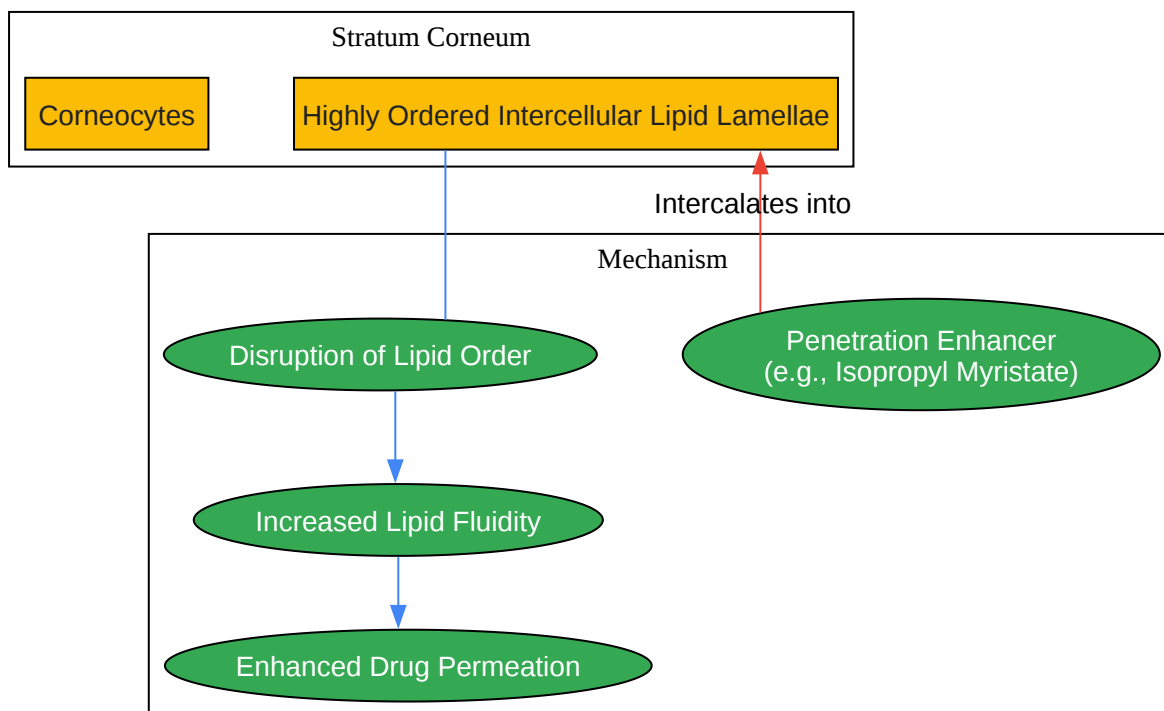 Stratum Corneum
Corneocytes
Highly Ordered Intercellular Lipid Lamellae
Intercalates into
Mechanism
Disruption of Lipid Order
Penetration Enhancer
(e.g., Isopropyl Myristate)
Increased Lipid Fluidity
Enhanced Drug Permeation